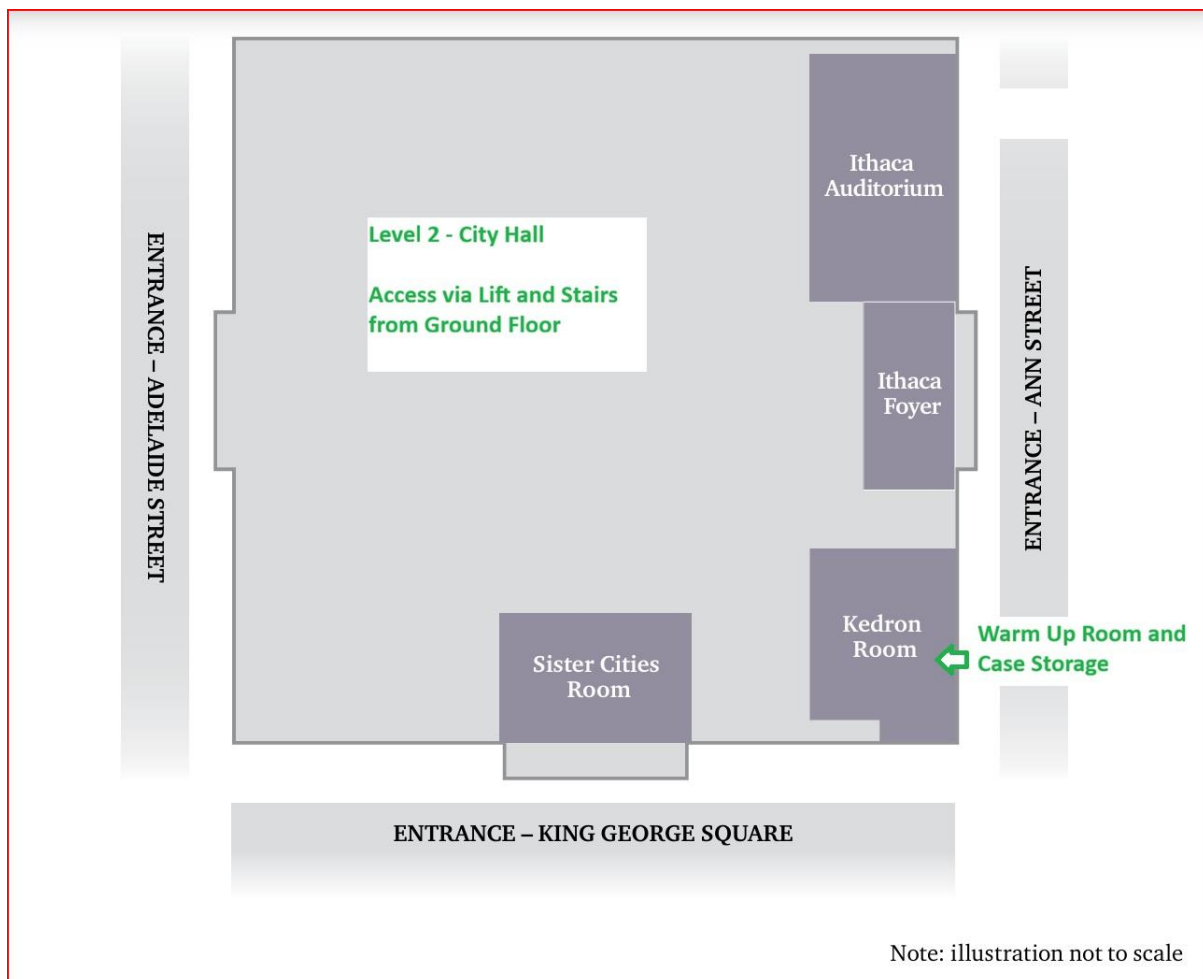 Ithaca
Auditorium
Level 2 - City Hall
Access via Lift and Stairs
from Ground Floor
ENTRANCE – ADELAIDE STREET
Ithaca
Foyer
ENTRANCE – ANN STREET
Kedron
Room
Warm Up Room and
Case Storage
Sister Cities
Room
ENTRANCE – KING GEORGE SQUARE
Note: illustration not to scale